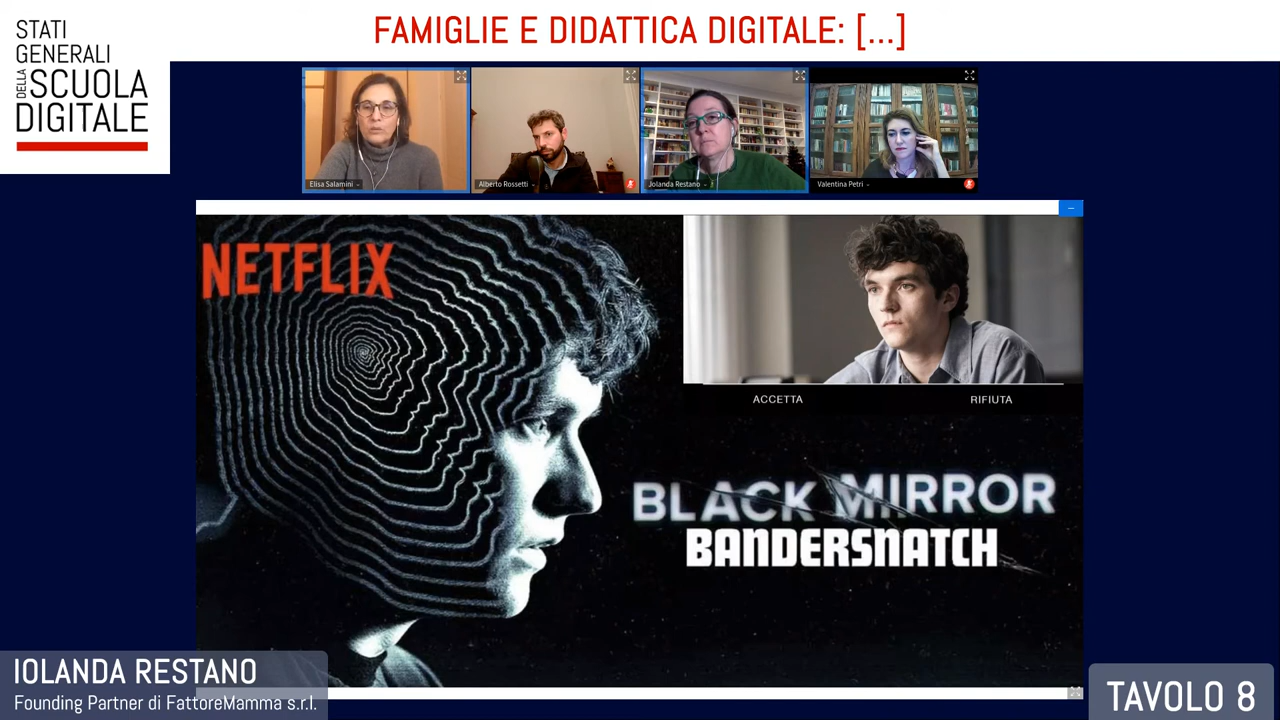 STATI
GENERALI
DELLA SCUOLA
DIGITALE
FAMIGLIE E DIDATTICA DIGITALE: [...]
Elisa Salamini
Alberto Rossetti
Jolanda Restano
Valentina Petri
NETFLIX
ACCETTA RIFIUTA
BLACK MIRROR
BANDERSNATCH
IOLANDA RESTANO
Founding Partner di FattoreMamma s.r.l.
TAVOLO 8